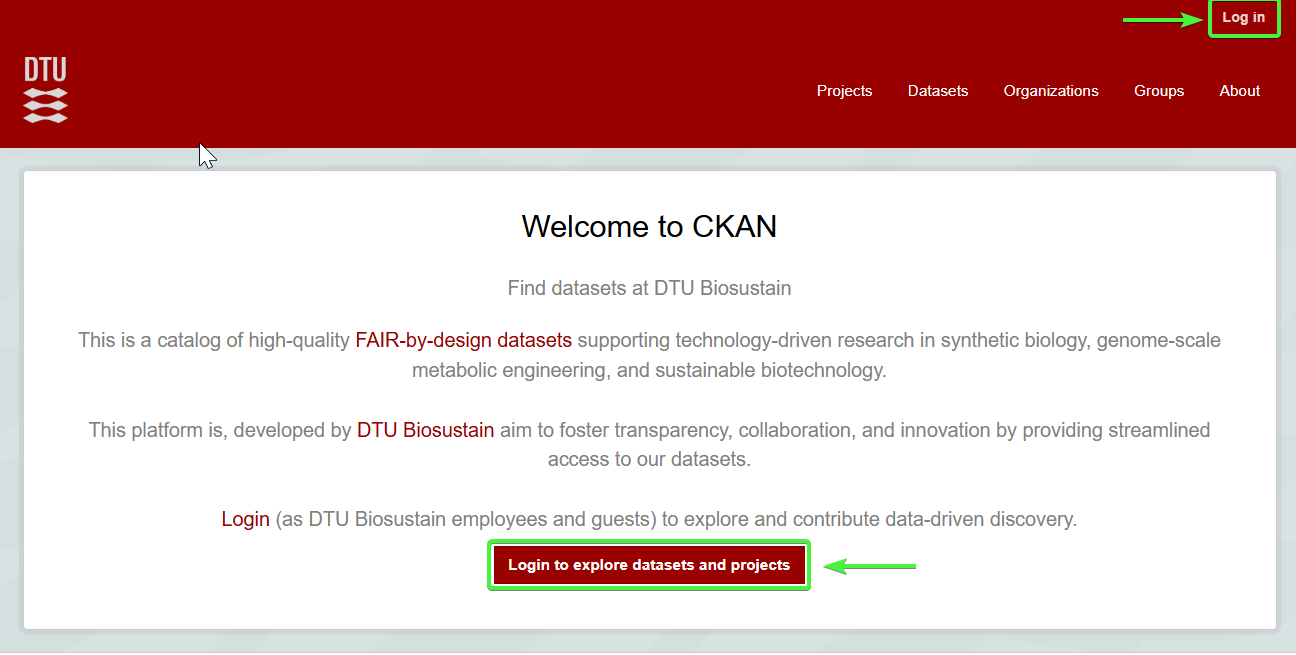 Log in
DTU
Projects Datasets Organizations Groups About
Welcome to CKAN
Find datasets at DTU Biosustain
This is a catalog of high-quality FAIR-by-design datasets supporting technology-driven research in synthetic biology, genome-scale
metabolic engineering, and sustainable biotechnology.
This platform is, developed by DTU Biosustain aim to foster transparency, collaboration, and innovation by providing streamlined
access to our datasets.
Login (as DTU Biosustain employees and guests) to explore and contribute data-driven discovery.
Login to explore datasets and projects